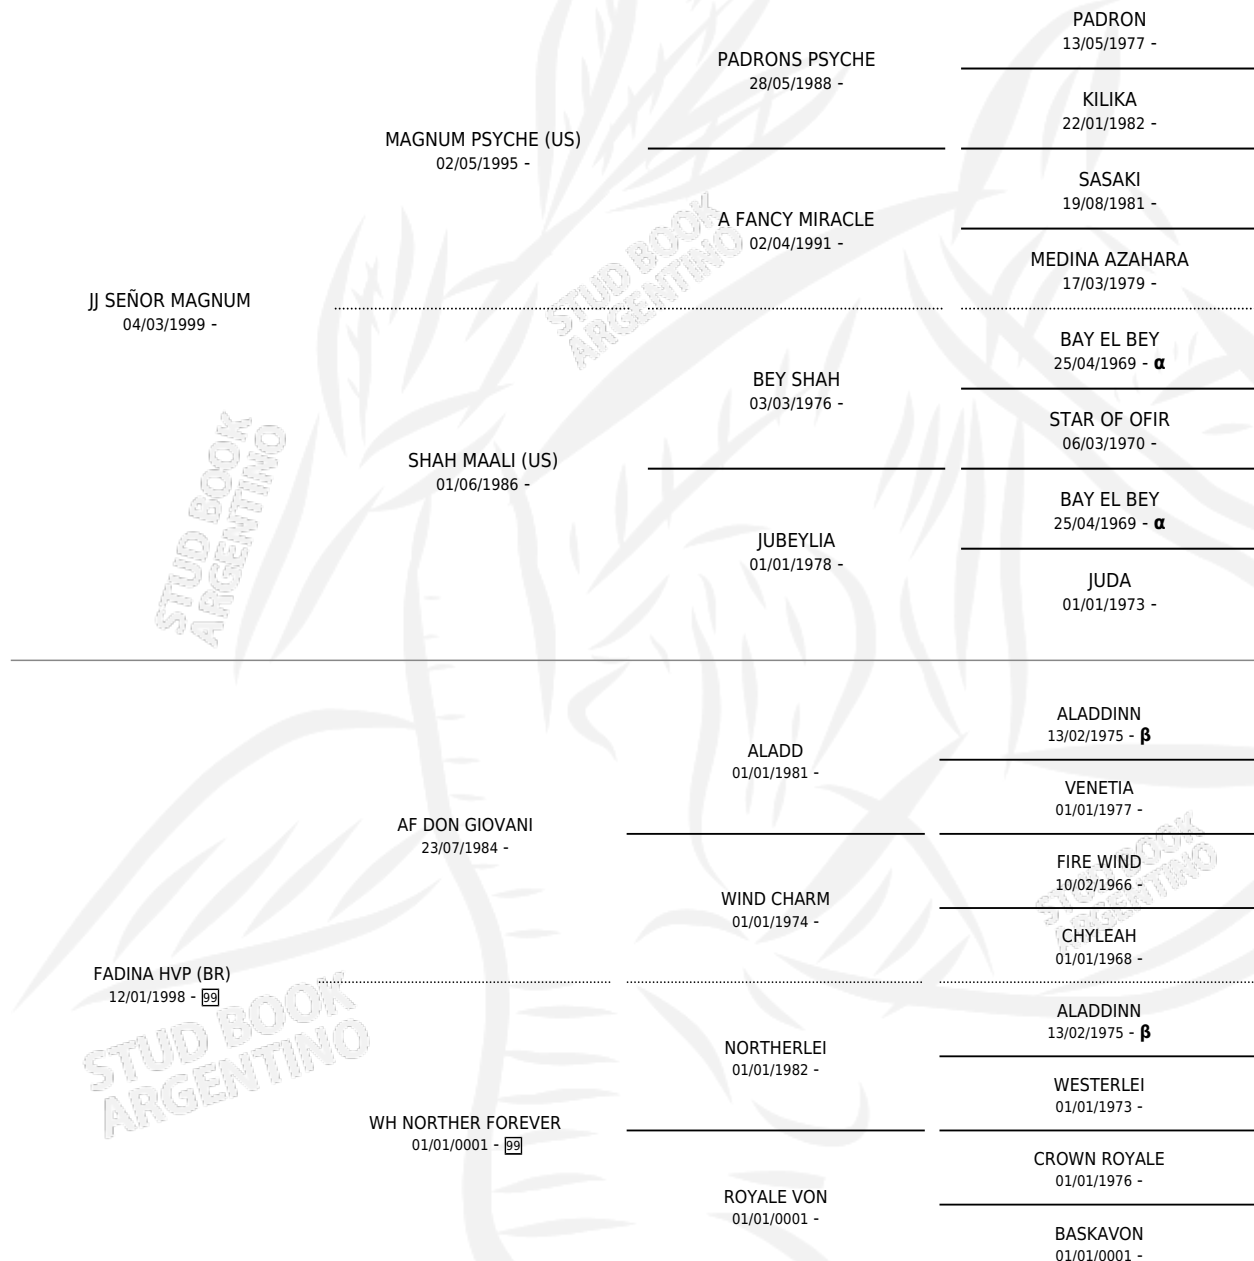 PADRON
13/05/1977 -
PADRONS PSYCHE
28/05/1988 -
KILIKA
22/01/1982 -
MAGNUM PSYCHE (US)
02/05/1995 -
SASAKI
19/08/1981 -
A FANCY MIRACLE
02/04/1991 -
MEDINA AZAHARA
17/03/1979 -
JJ SEÑOR MAGNUM
04/03/1999 -
BAY EL BEY
25/04/1969 - α
BEY SHAH
03/03/1976 -
STAR OF OFIR
06/03/1970 -
SHAH MAALI (US)
01/06/1986 -
BAY EL BEY
25/04/1969 - α
JUBEYLIA
01/01/1978 -
JUDA
01/01/1973 -
STUD BOOK
ARGENTINO
STUD BOOK
ARGENTINO
ALADDINN
13/02/1975 - β
ALADD
01/01/1981 -
VENETIA
01/01/1977 -
AF DON GIOVANI
23/07/1984 -
FIRE WIND
10/02/1966 -
WIND CHARM
01/01/1974 -
CHYLEAH
01/01/1968 -
FADINA HVP (BR)
12/01/1998 - 99
ALADDINN
13/02/1975 - β
NORTHERLEI
01/01/1982 -
WESTERLEI
01/01/1973 -
WH NORTHER FOREVER
01/01/0001 - 99
CROWN ROYALE
01/01/1976 -
ROYALE VON
01/01/0001 -
BASKAVON
01/01/0001 -
STUD BOOK
ARGENTINO
STUD BOOK
ARGENTINO